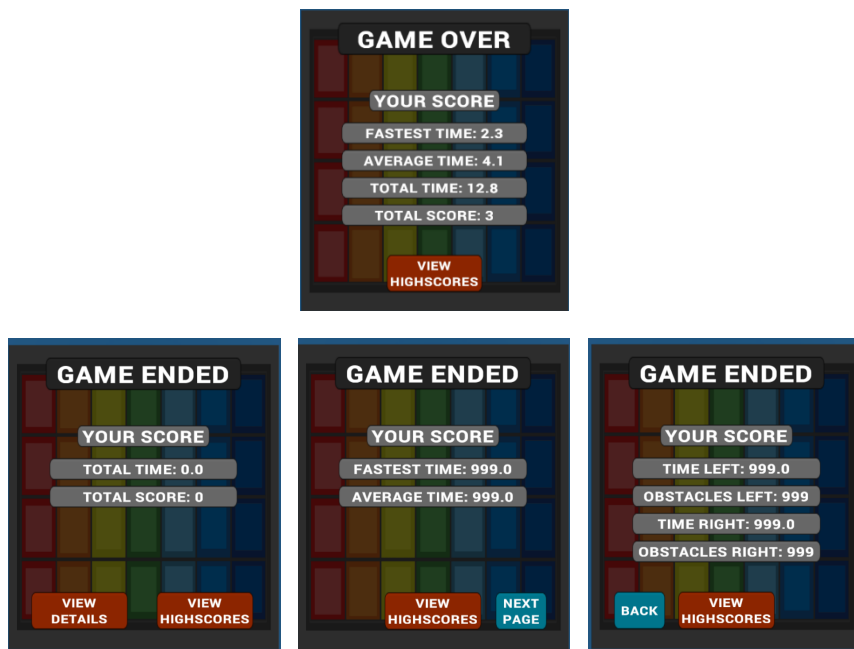 GAME OVER
YOUR SCORE
FASTEST TIME: 2.3
AVERAGE TIME: 4.1
TOTAL TIME: 12.8
TOTAL SCORE: 3
VIEW
HIGHSCORES
GAME ENDED
YOUR SCORE
TOTAL TIME: 0.0
TOTAL SCORE: 0
VIEW
DETAILS
VIEW
HIGHSCORES
GAME ENDED
YOUR SCORE
FASTEST TIME: 999.0
AVERAGE TIME: 999.0
VIEW
HIGHSCORES
NEXT
PAGE
GAME ENDED
YOUR SCORE
TIME LEFT: 999.0
OBSTACLES LEFT: 999
TIME RIGHT: 999.0
OBSTACLES RIGHT: 999
BACK
VIEW
HIGHSCORES